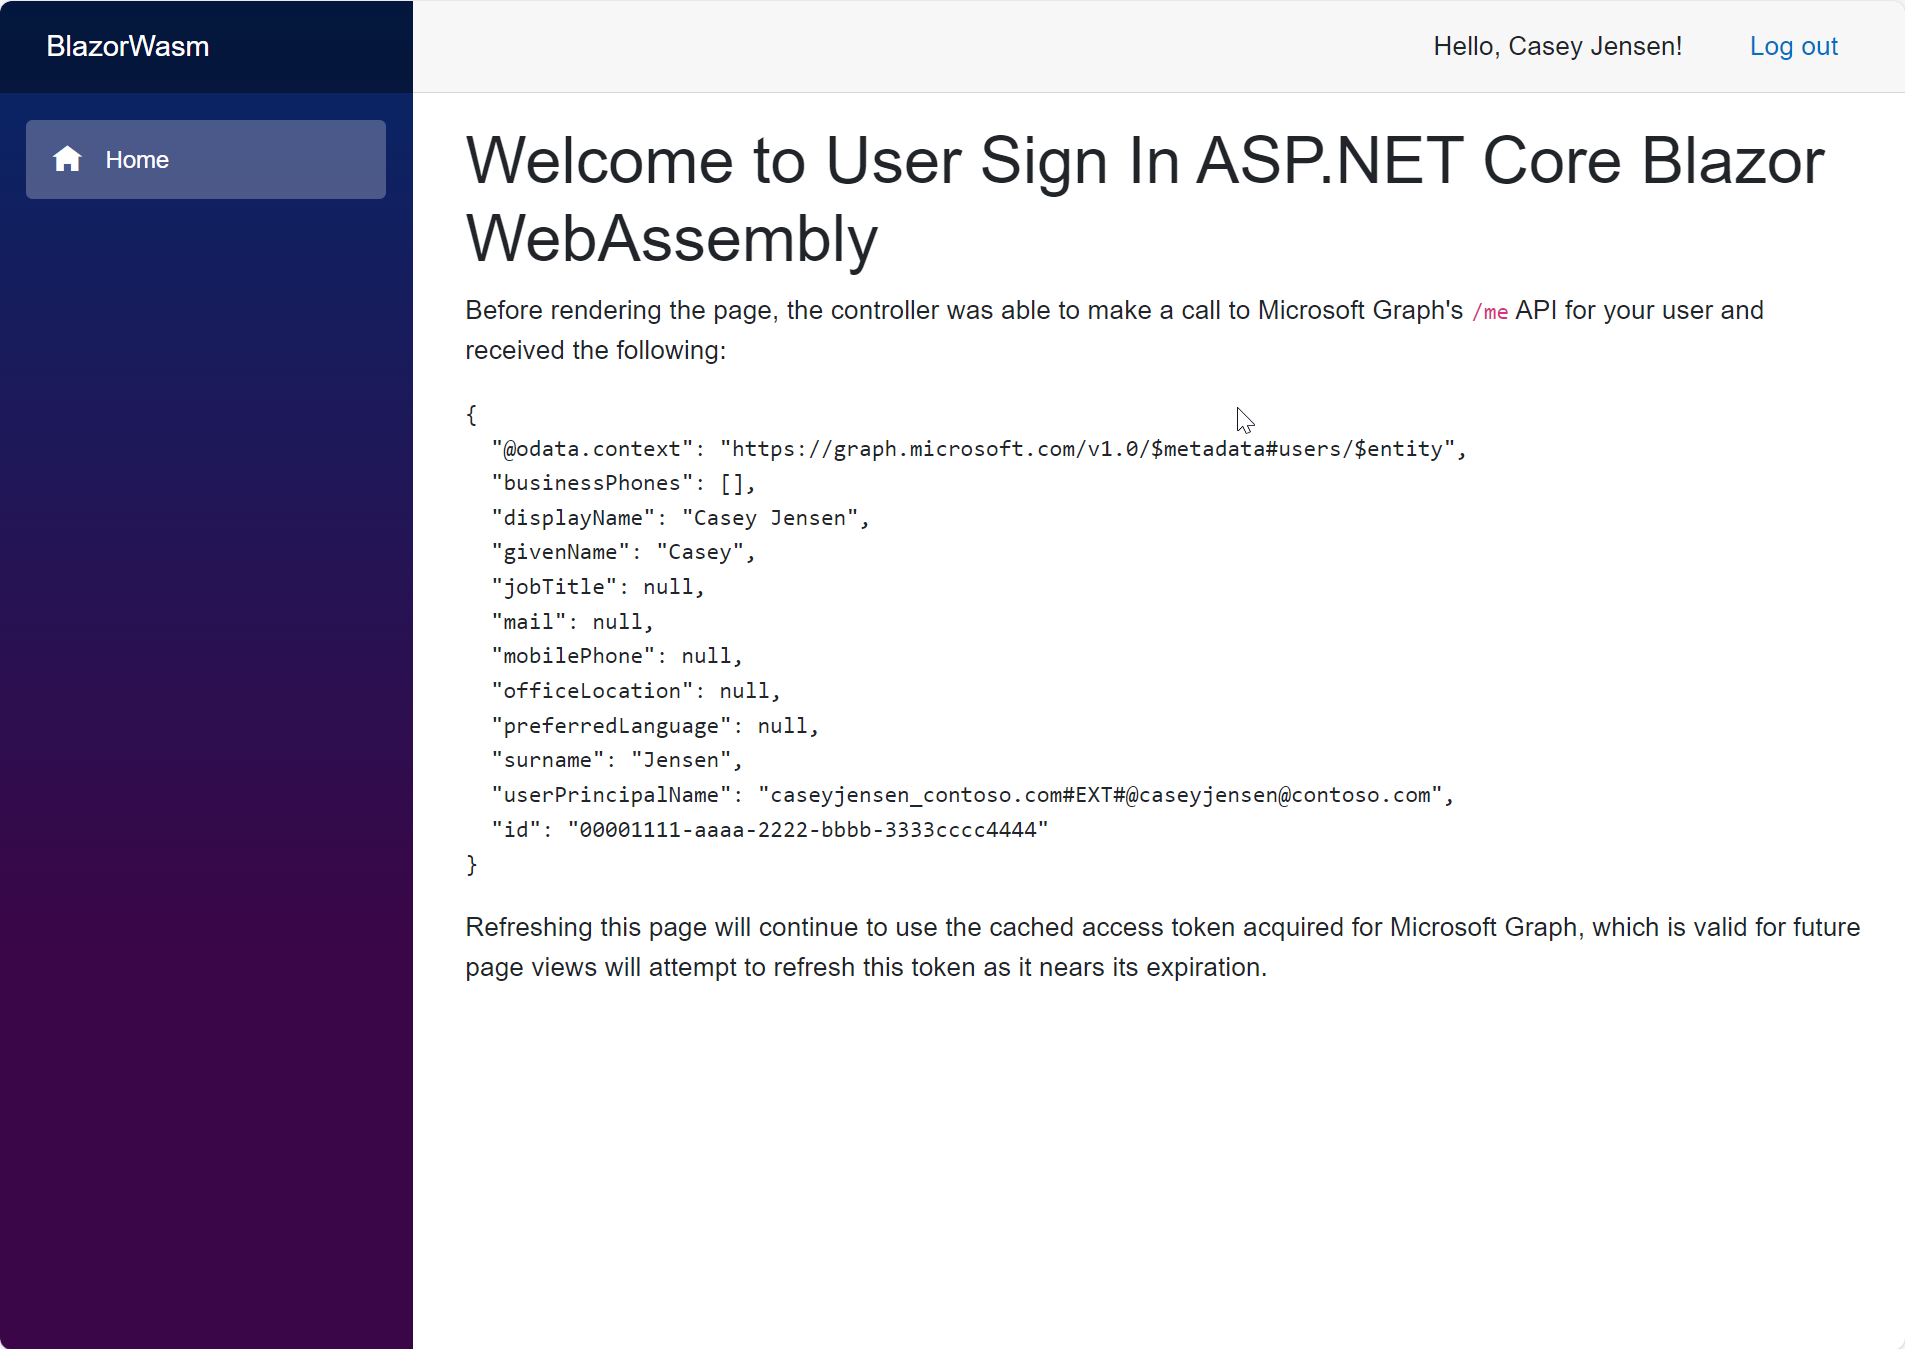 BlazorWasm
Hello, Casey Jensen!
Log out
Home
Welcome to User Sign In ASP.NET Core Blazor
WebAssembly
Before rendering the page, the controller was able to make a call to Microsoft Graph's /me API for your user and
received the following:
{
  "@odata.context": "https://graph.microsoft.com/v1.0/$metadata#users/$entity",
  "businessPhones": [],
  "displayName": "Casey Jensen",
  "givenName": "Casey",
  "jobTitle": null,
  "mail": null,
  "mobilePhone": null,
  "officeLocation": null,
  "preferredLanguage": null,
  "surname": "Jensen",
  "userPrincipalName": "caseyjensen_contoso.com#EXT#@caseyjensen@contoso.com",
  "id": "00001111-aaaa-2222-bbbb-3333cccc4444"
}
Refreshing this page will continue to use the cached access token acquired for Microsoft Graph, which is valid for future
page views will attempt to refresh this token as it nears its expiration.